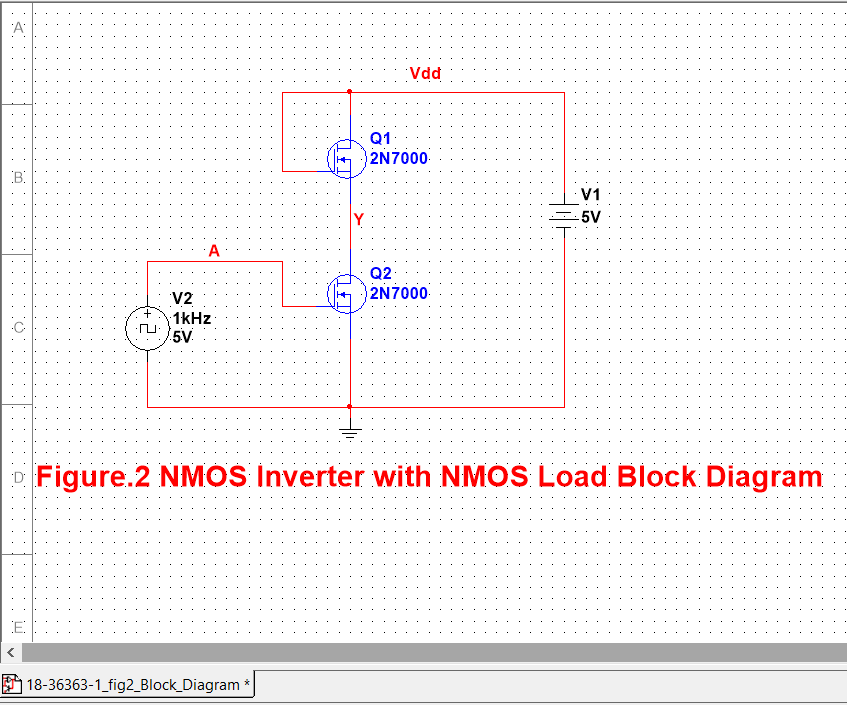 A
Vdd
Q1
2N7000
B
V1
5V
Y
A
Q2
2N7000
V2
1kHz
5V
C
D
Figure.2 NMOS Inverter with NMOS Load Block Diagram
E
18-36363-1_fig2_Block_Diagram *